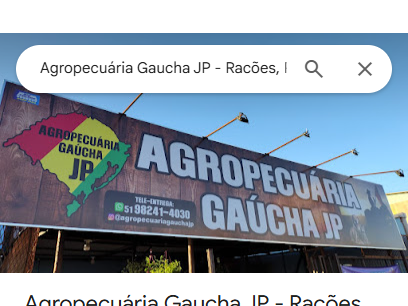 Agropecuária Gaucha JP - Racões,
AGROPECUÁRIA
GAÚCHA
JP
AGROPECUÁRIA
GAÚCHA JP
TELE-ENTREGA:
51 98241-4030
@agropecuariagauchajp
Agropecuária Gaucha JP - Racões